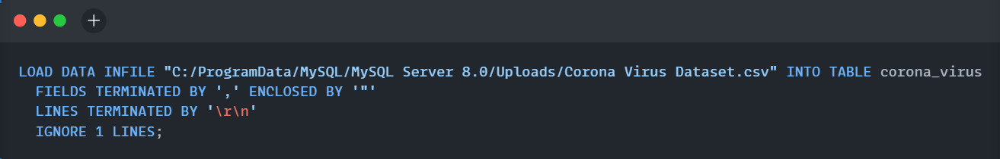 LOAD DATA INFILE "C:/ProgramData/MySQL/MySQL Server 8.0/Uploads/Corona Virus Dataset.csv" INTO TABLE corona_virus
  FIELDS TERMINATED BY ',' ENCLOSED BY '"'
  LINES TERMINATED BY '\r\n'
  IGNORE 1 LINES;